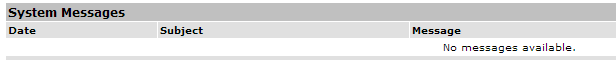 System Messages
Date Subject Message
No messages available.